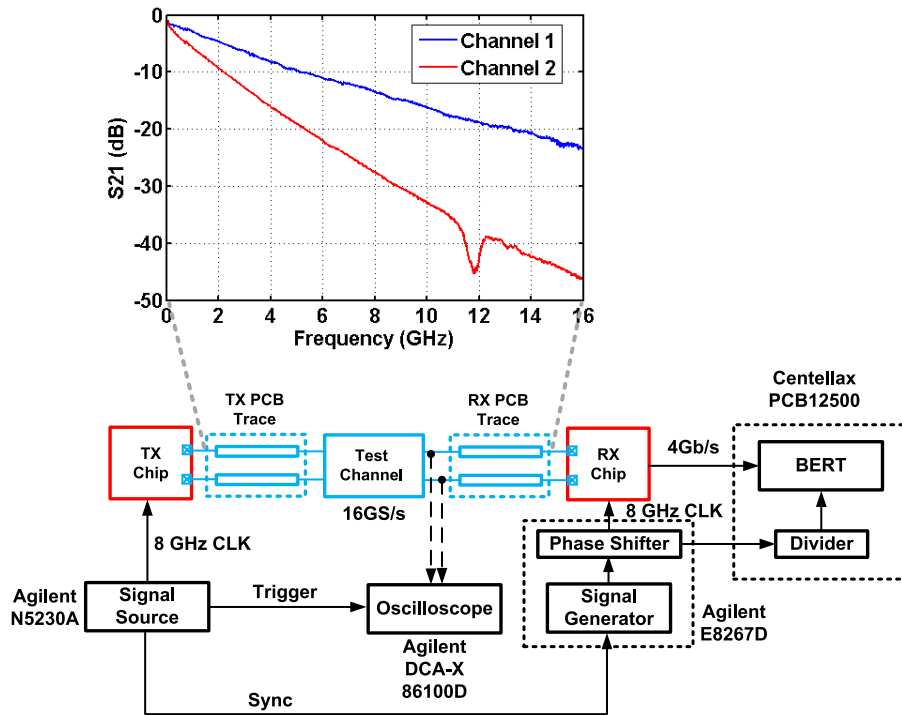 0
-10
-20
-30
-40
-50
S21 (dB)
Channel 1
Channel 2
0 2 4 6 8 10 12 14 16
Frequency (GHz)
TX PCB
Trace
RX PCB
Trace
Centellax
PCB12500
TX
Chip
Test
Channel
RX
Chip
4Gb/s
BERT
16GS/s
8 GHz CLK
8 GHz CLK
Phase Shifter
Divider
Agilent
N5230A
Signal
Source
Trigger
Oscilloscope
Signal
Generator
Agilent
E8267D
Agilent
DCA-X
86100D
Sync